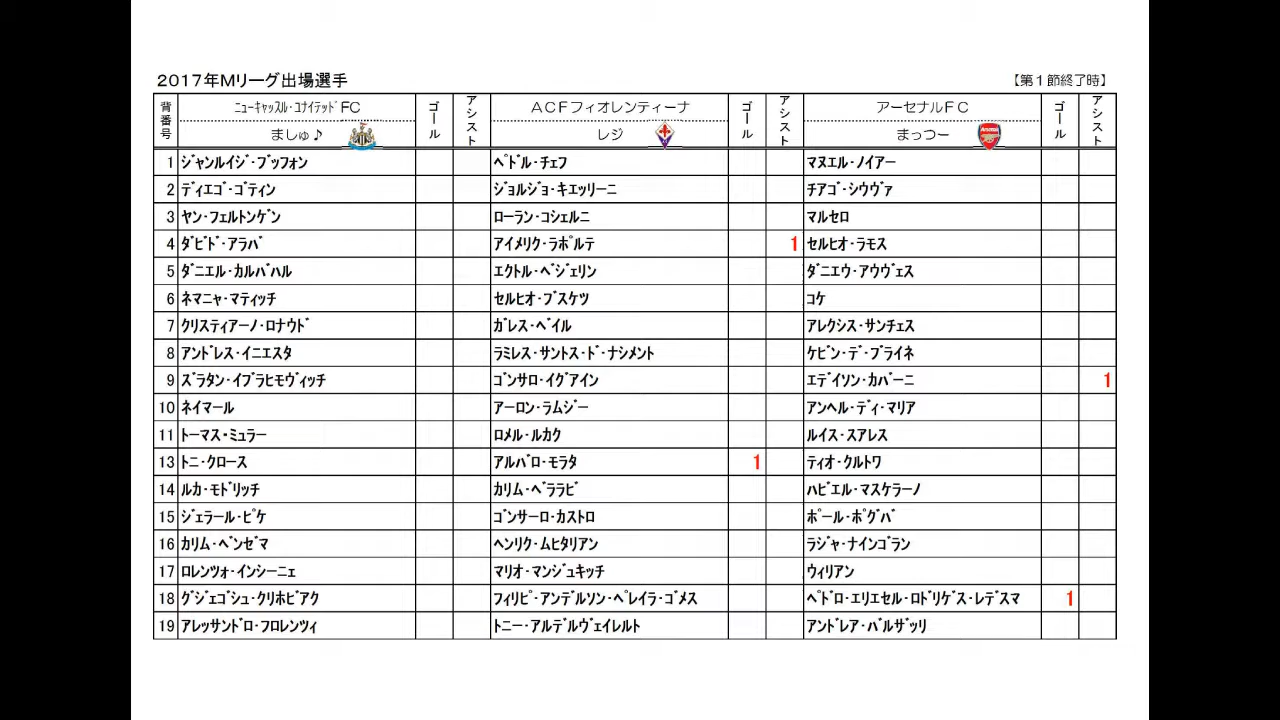 2017年Mリーグ出場選手 【第1節終了時】
背番号 ﾆｭｰｷｬｯｽﾙ・ﾕﾅｲﾃｯﾄﾞFC ゴール アシスト ACFフィオレンティーナ ゴール アシスト アーセナルFC ゴール アシスト
ましゅ♪ レジ まっつー
1 ｼﾞｬﾝﾙｲｼﾞ・ﾌﾞｯﾌｫﾝ ﾍﾟﾄﾞﾙ・ﾁｪﾌ ﾏﾇｴﾙ・ﾉｲｱｰ
2 ﾃﾞｨｴｺﾞ・ｺﾞﾃｨﾝ ｼﾞｮﾙｼﾞｮ・ｷｴｯﾘｰﾆ ﾁｱｺﾞ・ｼｳｳﾞｧ
3 ﾔﾝ・ﾌｪﾙﾄﾝｹﾞﾝ ﾛｰﾗﾝ・ｺｼｪﾙﾆ ﾏﾙｾﾛ
4 ﾀﾞﾋﾞﾄﾞ・ｱﾗﾊﾞ ｱｲﾒﾘｸ・ﾗﾎﾟﾙﾃ 1 ｾﾙﾋｵ・ﾗﾓｽ
5 ﾀﾞﾆｴﾙ・ｶﾙﾊﾞﾊﾙ ｴｸﾄﾙ・ﾍﾞｼﾞｪﾘﾝ ﾀﾞﾆｴｳ・ｱｳｳﾞｪｽ
6 ﾈﾏﾆｬ・ﾏﾃｨｯﾁ ｾﾙﾋｵ・ﾌﾞｽｹﾂ ｺｹ
7 ｸﾘｽﾃｨｱｰﾉ・ﾛﾅｳﾄﾞ ｶﾞﾚｽ・ﾍﾞｲﾙ ｱﾚｸｼｽ・ｻﾝﾁｪｽ
8 ｱﾝﾄﾞﾚｽ・ｲﾆｴｽﾀ ﾗﾐﾚｽ・ｻﾝﾄｽ・ﾄﾞ・ﾅｼﾒﾝﾄ ｹﾋﾞﾝ・ﾃﾞ・ﾌﾞﾗｲﾈ
9 ｽﾞﾗﾀﾝ・ｲﾌﾞﾗﾋﾓｳﾞｨｯﾁ ｺﾞﾝｻﾛ・ｲｸﾞｱｲﾝ ｴﾃﾞｲｿﾝ・ｶﾊﾞｰﾆ 1
10 ﾈｲﾏｰﾙ ｱｰﾛﾝ・ﾗﾑｼﾞｰ ｱﾝﾍﾙ・ﾃﾞｨ・ﾏﾘｱ
11 ﾄｰﾏｽ・ﾐｭﾗｰ ﾛﾒﾙ・ﾙｶｸ ﾙｲｽ・ｽｱﾚｽ
13 ﾄﾆ・ｸﾛｰｽ ｱﾙﾊﾞﾛ・ﾓﾗﾀ 1 ﾃｨｵ・ｸﾙﾄﾜ
14 ﾙｶ・ﾓﾄﾞﾘｯﾁ ｶﾘﾑ・ﾍﾞﾗﾗﾋﾞ ﾊﾋﾞｴﾙ・ﾏｽｹﾗｰﾉ
15 ｼﾞｪﾗｰﾙ・ﾋﾟｹ ｺﾞﾝｻｰﾛ・ｶｽﾄﾛ ﾎﾟｰﾙ・ﾎﾟｸﾞﾊﾞ
16 ｶﾘﾑ・ﾍﾞﾝｾﾞﾏ ﾍﾝﾘｸ・ﾑﾋﾀﾘｱﾝ ﾗｼﾞｬ・ﾅｲﾝｺﾞﾗﾝ
17 ﾛﾚﾝﾂｫ・ｲﾝｼｰﾆｪ ﾏﾘｵ・ﾏﾝｼﾞｭｷｯﾁ ｳｨﾘｱﾝ
18 ｸﾞｼﾞｪｺﾞｼｭ・ｸﾘﾎﾋﾞｱｸ ﾌｨﾘﾋﾟ・ｱﾝﾃﾞﾙｿﾝ・ﾍﾟﾚｲﾗ・ｺﾞﾒｽ ﾍﾟﾄﾞﾛ・ｴﾘｴｾﾙ・ﾛﾄﾞﾘｹﾞｽ・ﾚﾃﾞｽﾏ 1
19 ｱﾚｯｻﾝﾄﾞﾛ・ﾌﾛﾚﾝﾂｨ ﾄﾆｰ・ｱﾙﾃﾞﾙｳﾞｪｲﾚﾙﾄ ｱﾝﾄﾞﾚｱ・ﾊﾞﾙｻﾞｯﾘ